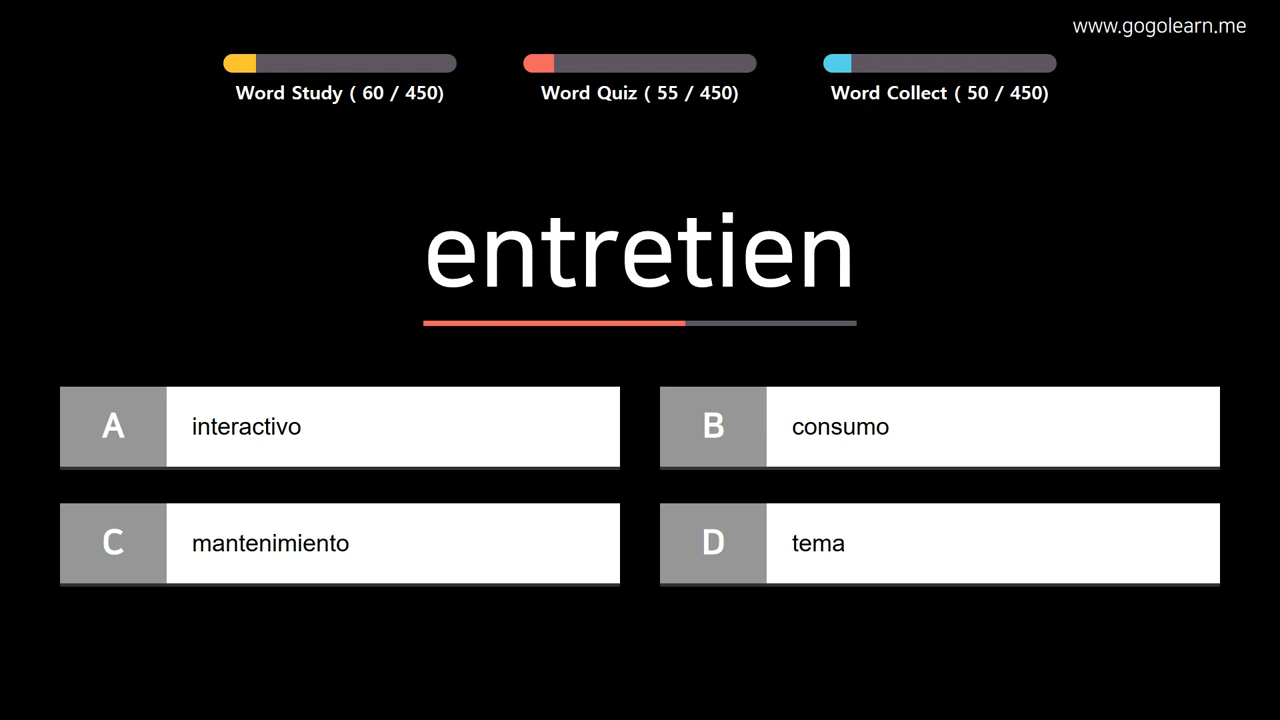 www.gogolearn.me
Word Study ( 60 / 450)
Word Quiz ( 55 / 450)
Word Collect ( 50 / 450)
entretien
A interactivo
B consumo
C mantenimiento
D tema